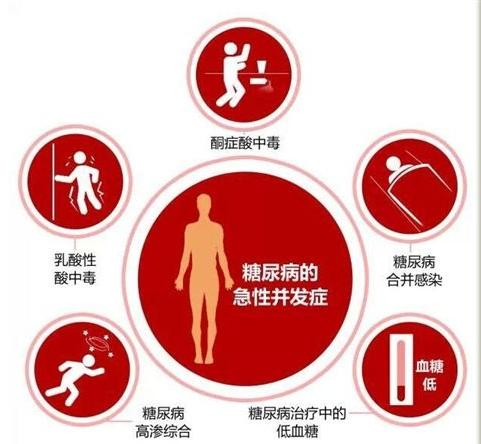 酮症酸中毒
乳酸性
酸中毒
糖尿病
合并感染
糖尿病的
急性并发症
血糖
低
糖尿病
高渗综合
糖尿病治疗中的
低血糖